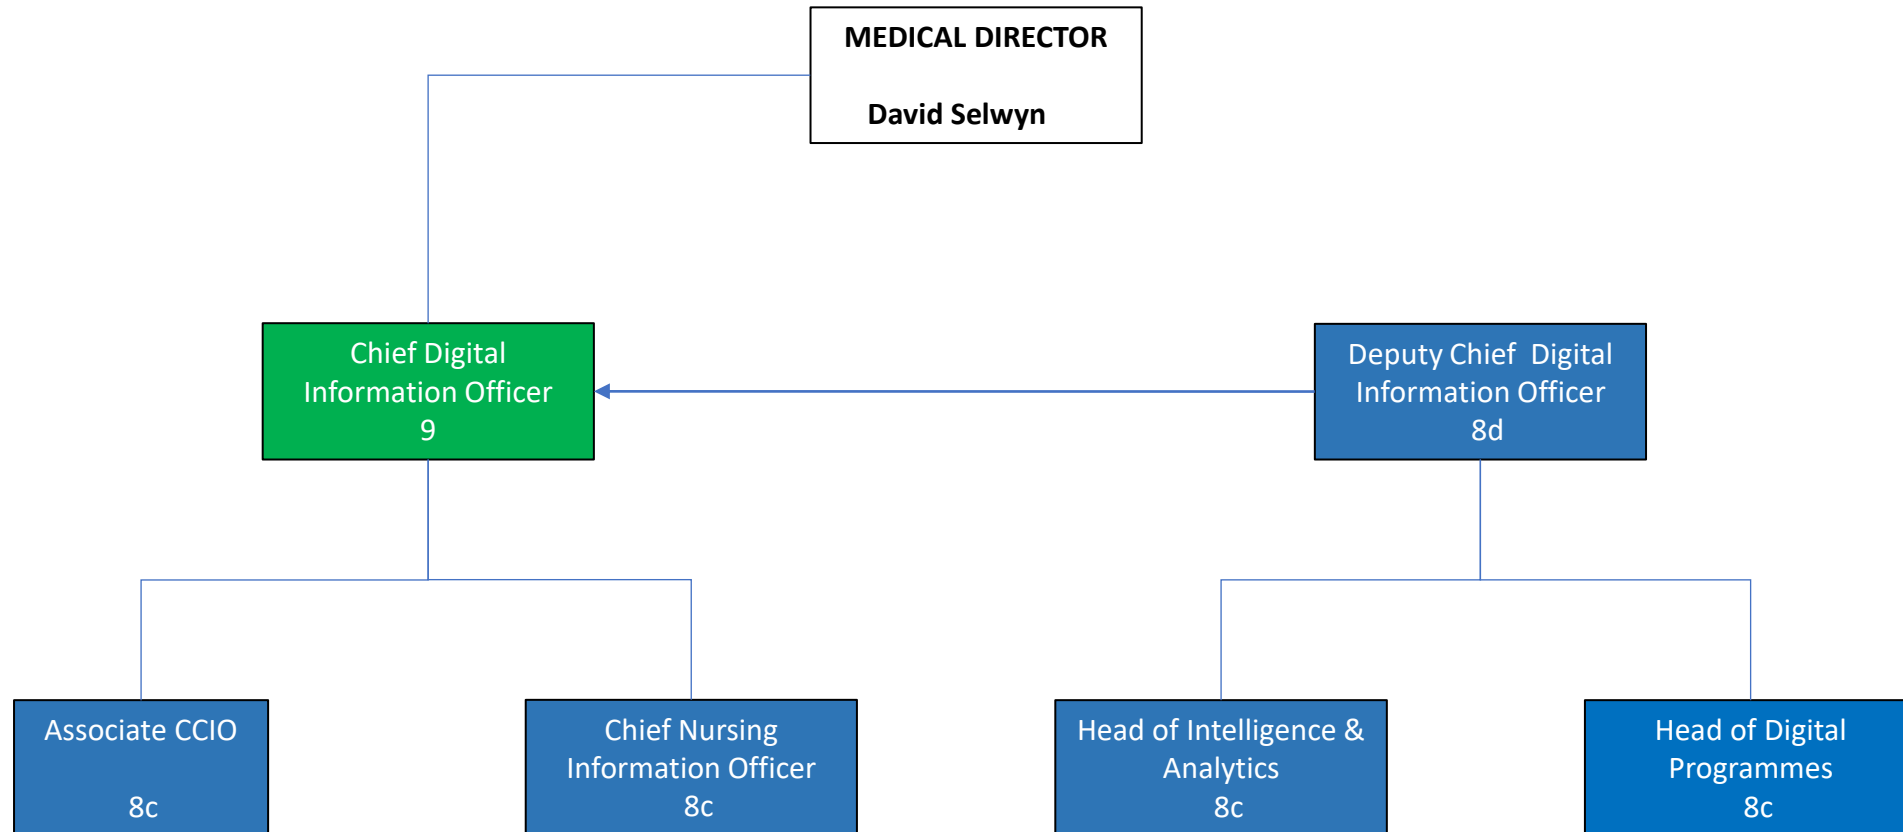 MEDICAL DIRECTOR
David Selwyn
Chief Digital
Information Officer
9
Deputy Chief  Digital
Information Officer
8d
Associate CCIO
8c
Chief Nursing
Information Officer
8c
Head of Intelligence &
Analytics
8c
Head of Digital
Programmes
8c